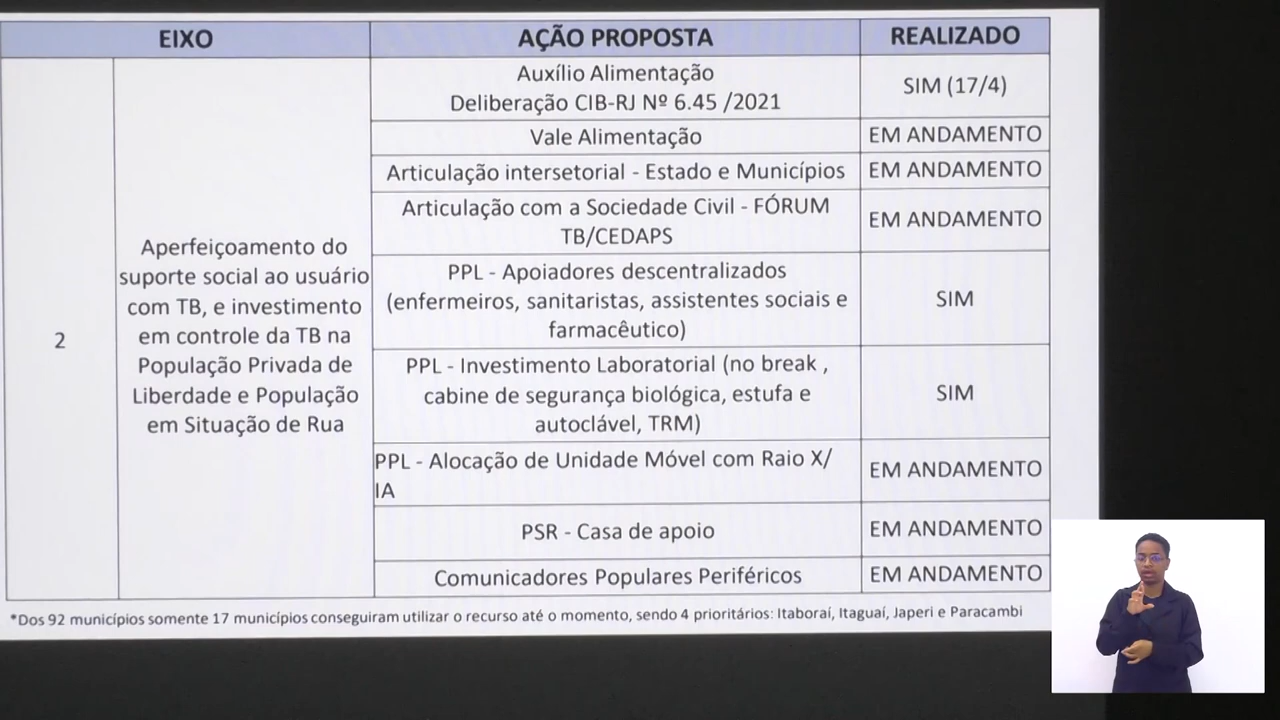 EIXO
AÇÃO PROPOSTA
REALIZADO
2
Aperfeiçoamento do
suporte social ao usuário
com TB, e investimento
em controle da TB na
População Privada de
Liberdade e População
em Situação de Rua
Auxílio Alimentação
Deliberação CIB-RJ Nº 6.45 /2021
SIM (17/4)
Vale Alimentação
EM ANDAMENTO
Articulação intersetorial - Estado e Municípios
EM ANDAMENTO
Articulação com a Sociedade Civil - FÓRUM
TB/CEDAPS
EM ANDAMENTO
PPL - Apoiadores descentralizados
(enfermeiros, sanitaristas, assistentes sociais e
farmacêutico)
SIM
PPL - Investimento Laboratorial (no break ,
cabine de segurança biológica, estufa e
autoclável, TRM)
SIM
PPL - Alocação de Unidade Móvel com Raio X/
IA
EM ANDAMENTO
PSR - Casa de apoio
EM ANDAMENTO
Comunicadores Populares Periféricos
EM ANDAMENTO
*Dos 92 municípios somente 17 municípios conseguiram utilizar o recurso até o momento, sendo 4 prioritários: Itaboraí, Itaguaí, Japeri e Paracambi